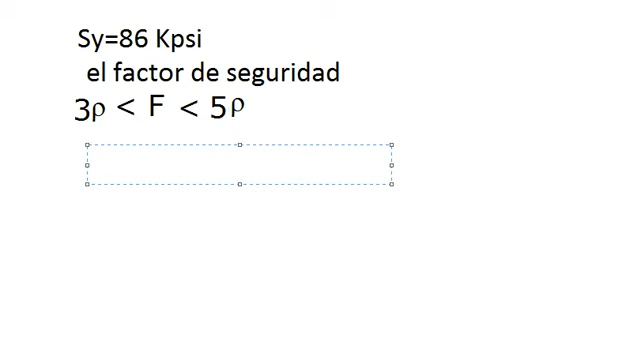 Sy=86 Kpsi
el factor de seguridad
3ρ < F < 5ρ